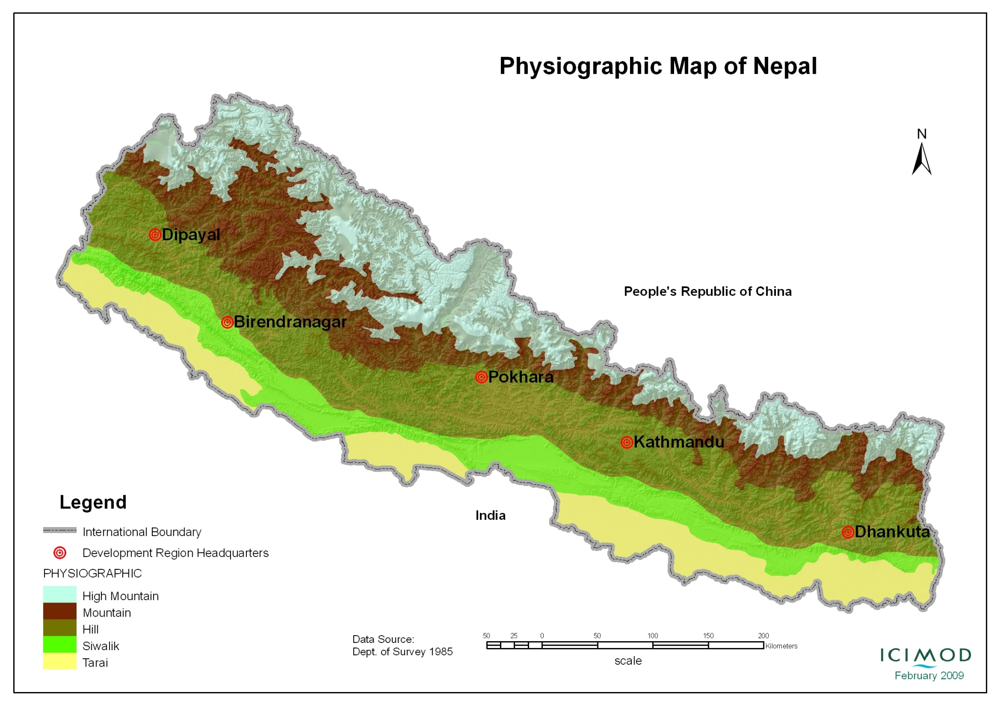 Physiographic Map of Nepal
N
Dipayal
People's Republic of China
Birendranagar
Pokhara
Kathmandu
India
Dhankuta
Legend
International Boundary
Development Region Headquarters
PHYSIOGRAPHIC
High Mountain
Mountain
Hill
Siwalik
Tarai
Data Source:
Dept. of Survey 1985
50 25 0 50 100 150 200
Kilometers
scale
ICIMOD
February 2009